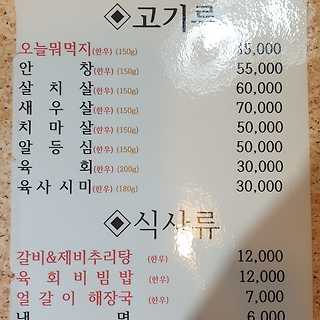 ◈고기류
오늘뭐먹지(한우) (150g) 35,000
안 창(한우) (150g) 55,000
살 치 살(한우) (150g) 60,000
새 우 살(한우) (150g) 70,000
치 마 살(한우) (150g) 50,000
알 등 심(한우) (150g) 50,000
육 회(한우) (200g) 30,000
육 사 시 미(한우) (180g) 30,000
◈식사류
갈비&제비추리탕 (한우) 12,000
육 회 비 빔 밥 (한우) 12,000
얼 갈 이 해 장 국 (한우) 7,000
냉 면 6,000